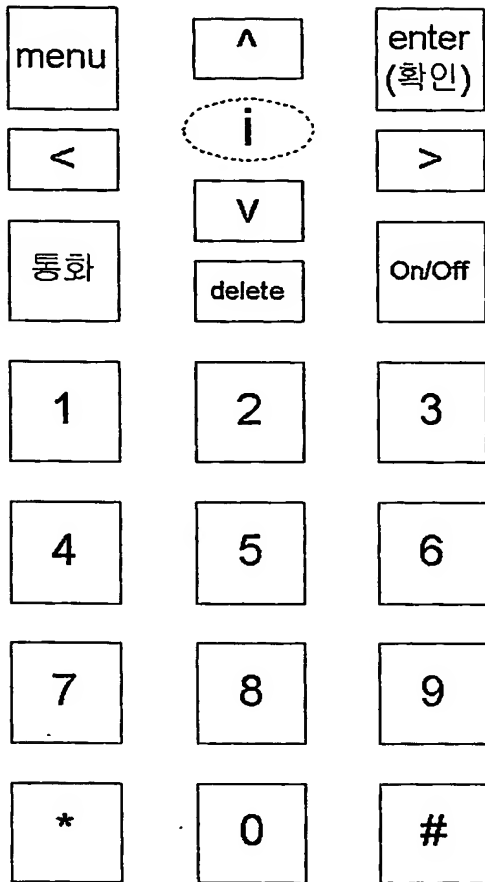 menu
^
enter
(확인)
i
<
>
v
통화
delete
On/Off
1
2
3
4
5
6
7
8
9
*
0
#